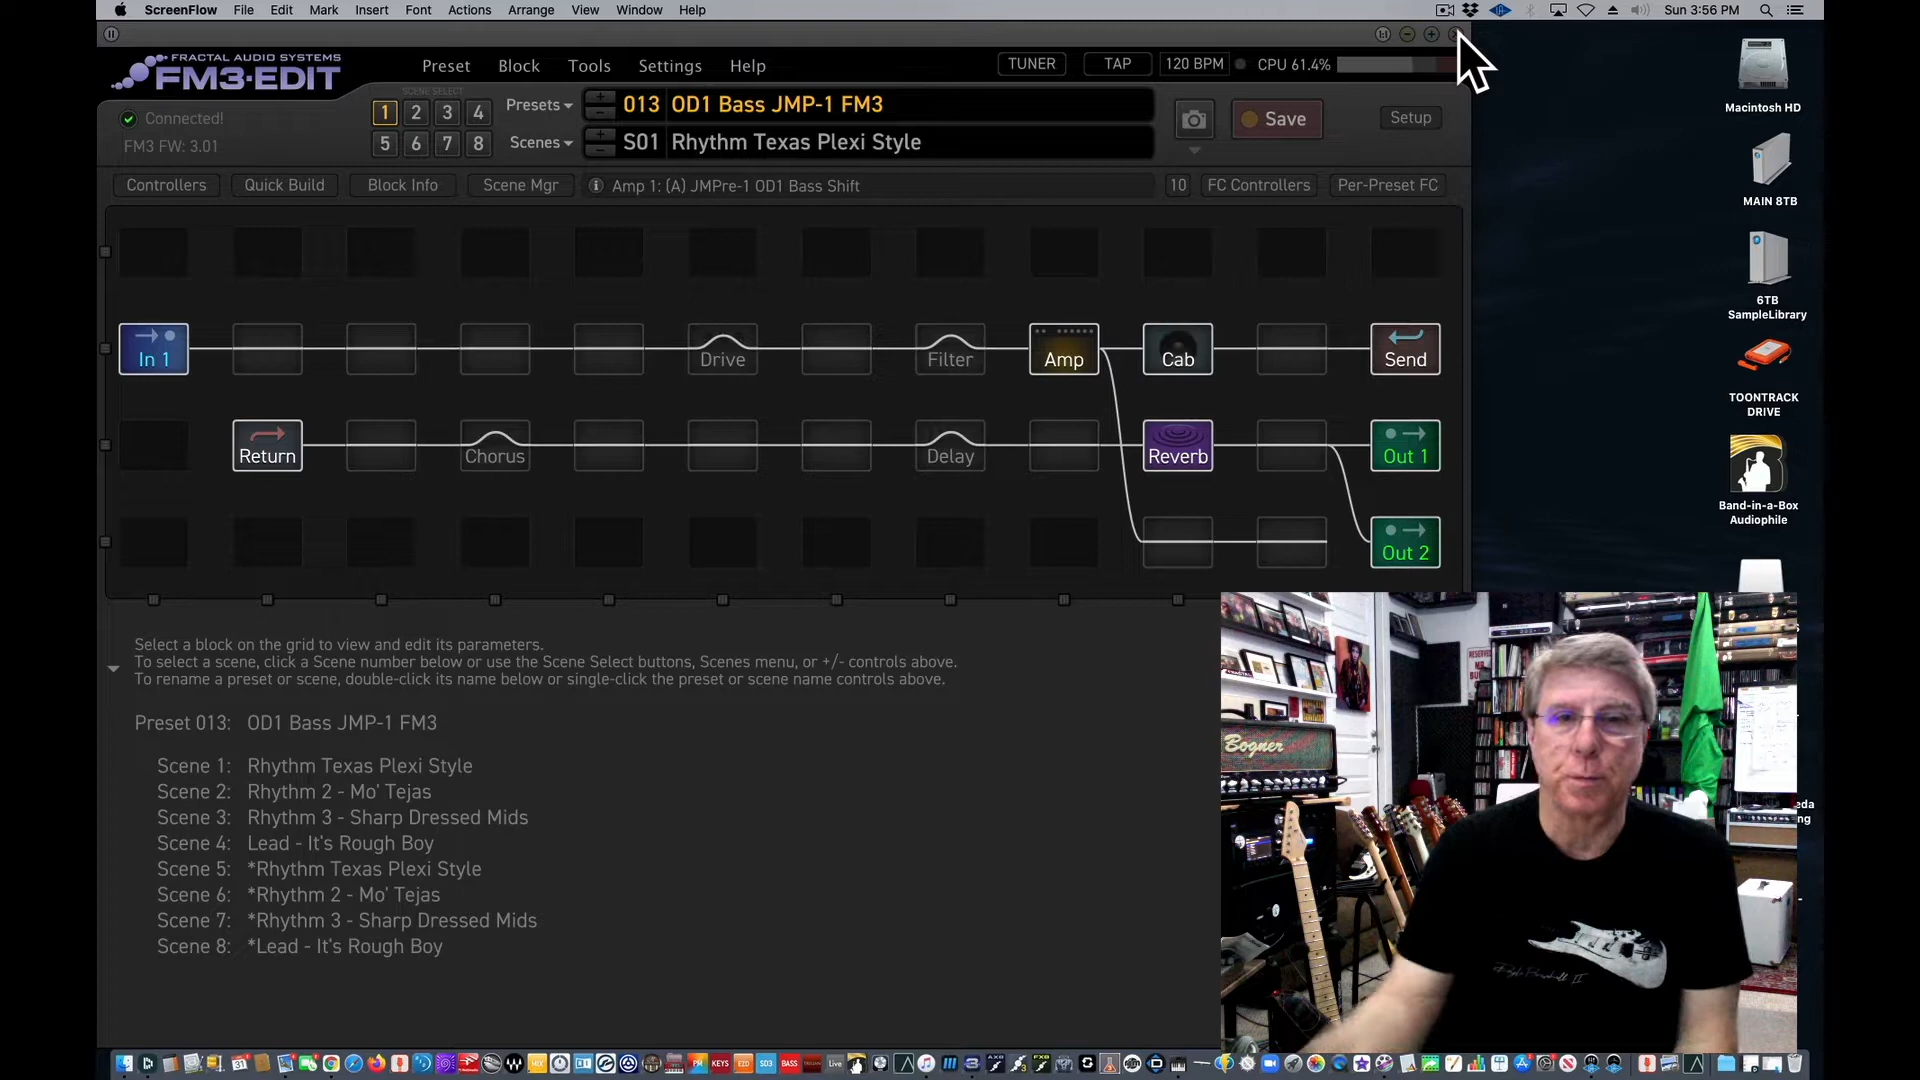 ScreenFlow File Edit Mark Insert Font Actions Arrange View Window Help Sun 3:56 PM
FRACTAL AUDIO SYSTEMS
FM3·EDIT
Preset Block Tools Settings Help TUNER TAP 120 BPM CPU 61.4%
SCENE SELECT
1 2 3 4 Presets 013 OD1 Bass JMP-1 FM3 Save Setup
Connected!
FM3 FW: 3.01
5 6 7 8 Scenes S01 Rhythm Texas Plexi Style
Controllers Quick Build Block Info Scene Mgr Amp 1: (A) JMPre-1 OD1 Bass Shift 10 FC Controllers Per-Preset FC
In 1 Drive Filter Amp Cab Send
Return Chorus Delay Reverb Out 1
Out 2
Select a block on the grid to view and edit its parameters.
To select a scene, click a Scene number below or use the Scene Select buttons, Scenes menu, or +/- controls above.
To rename a preset or scene, double-click its name below or single-click the preset or scene name controls above.
Preset 013: OD1 Bass JMP-1 FM3
Scene 1: Rhythm Texas Plexi Style
Scene 2: Rhythm 2 - Mo' Tejas
Scene 3: Rhythm 3 - Sharp Dressed Mids
Scene 4: Lead - It's Rough Boy
Scene 5: *Rhythm Texas Plexi Style
Scene 6: *Rhythm 2 - Mo' Tejas
Scene 7: *Rhythm 3 - Sharp Dressed Mids
Scene 8: *Lead - It's Rough Boy
Macintosh HD
MAIN 8TB
6TB
SampleLibrary
TOONTRACK
DRIVE
Band-in-a-Box
Audiophile
Bogner
RESERVED